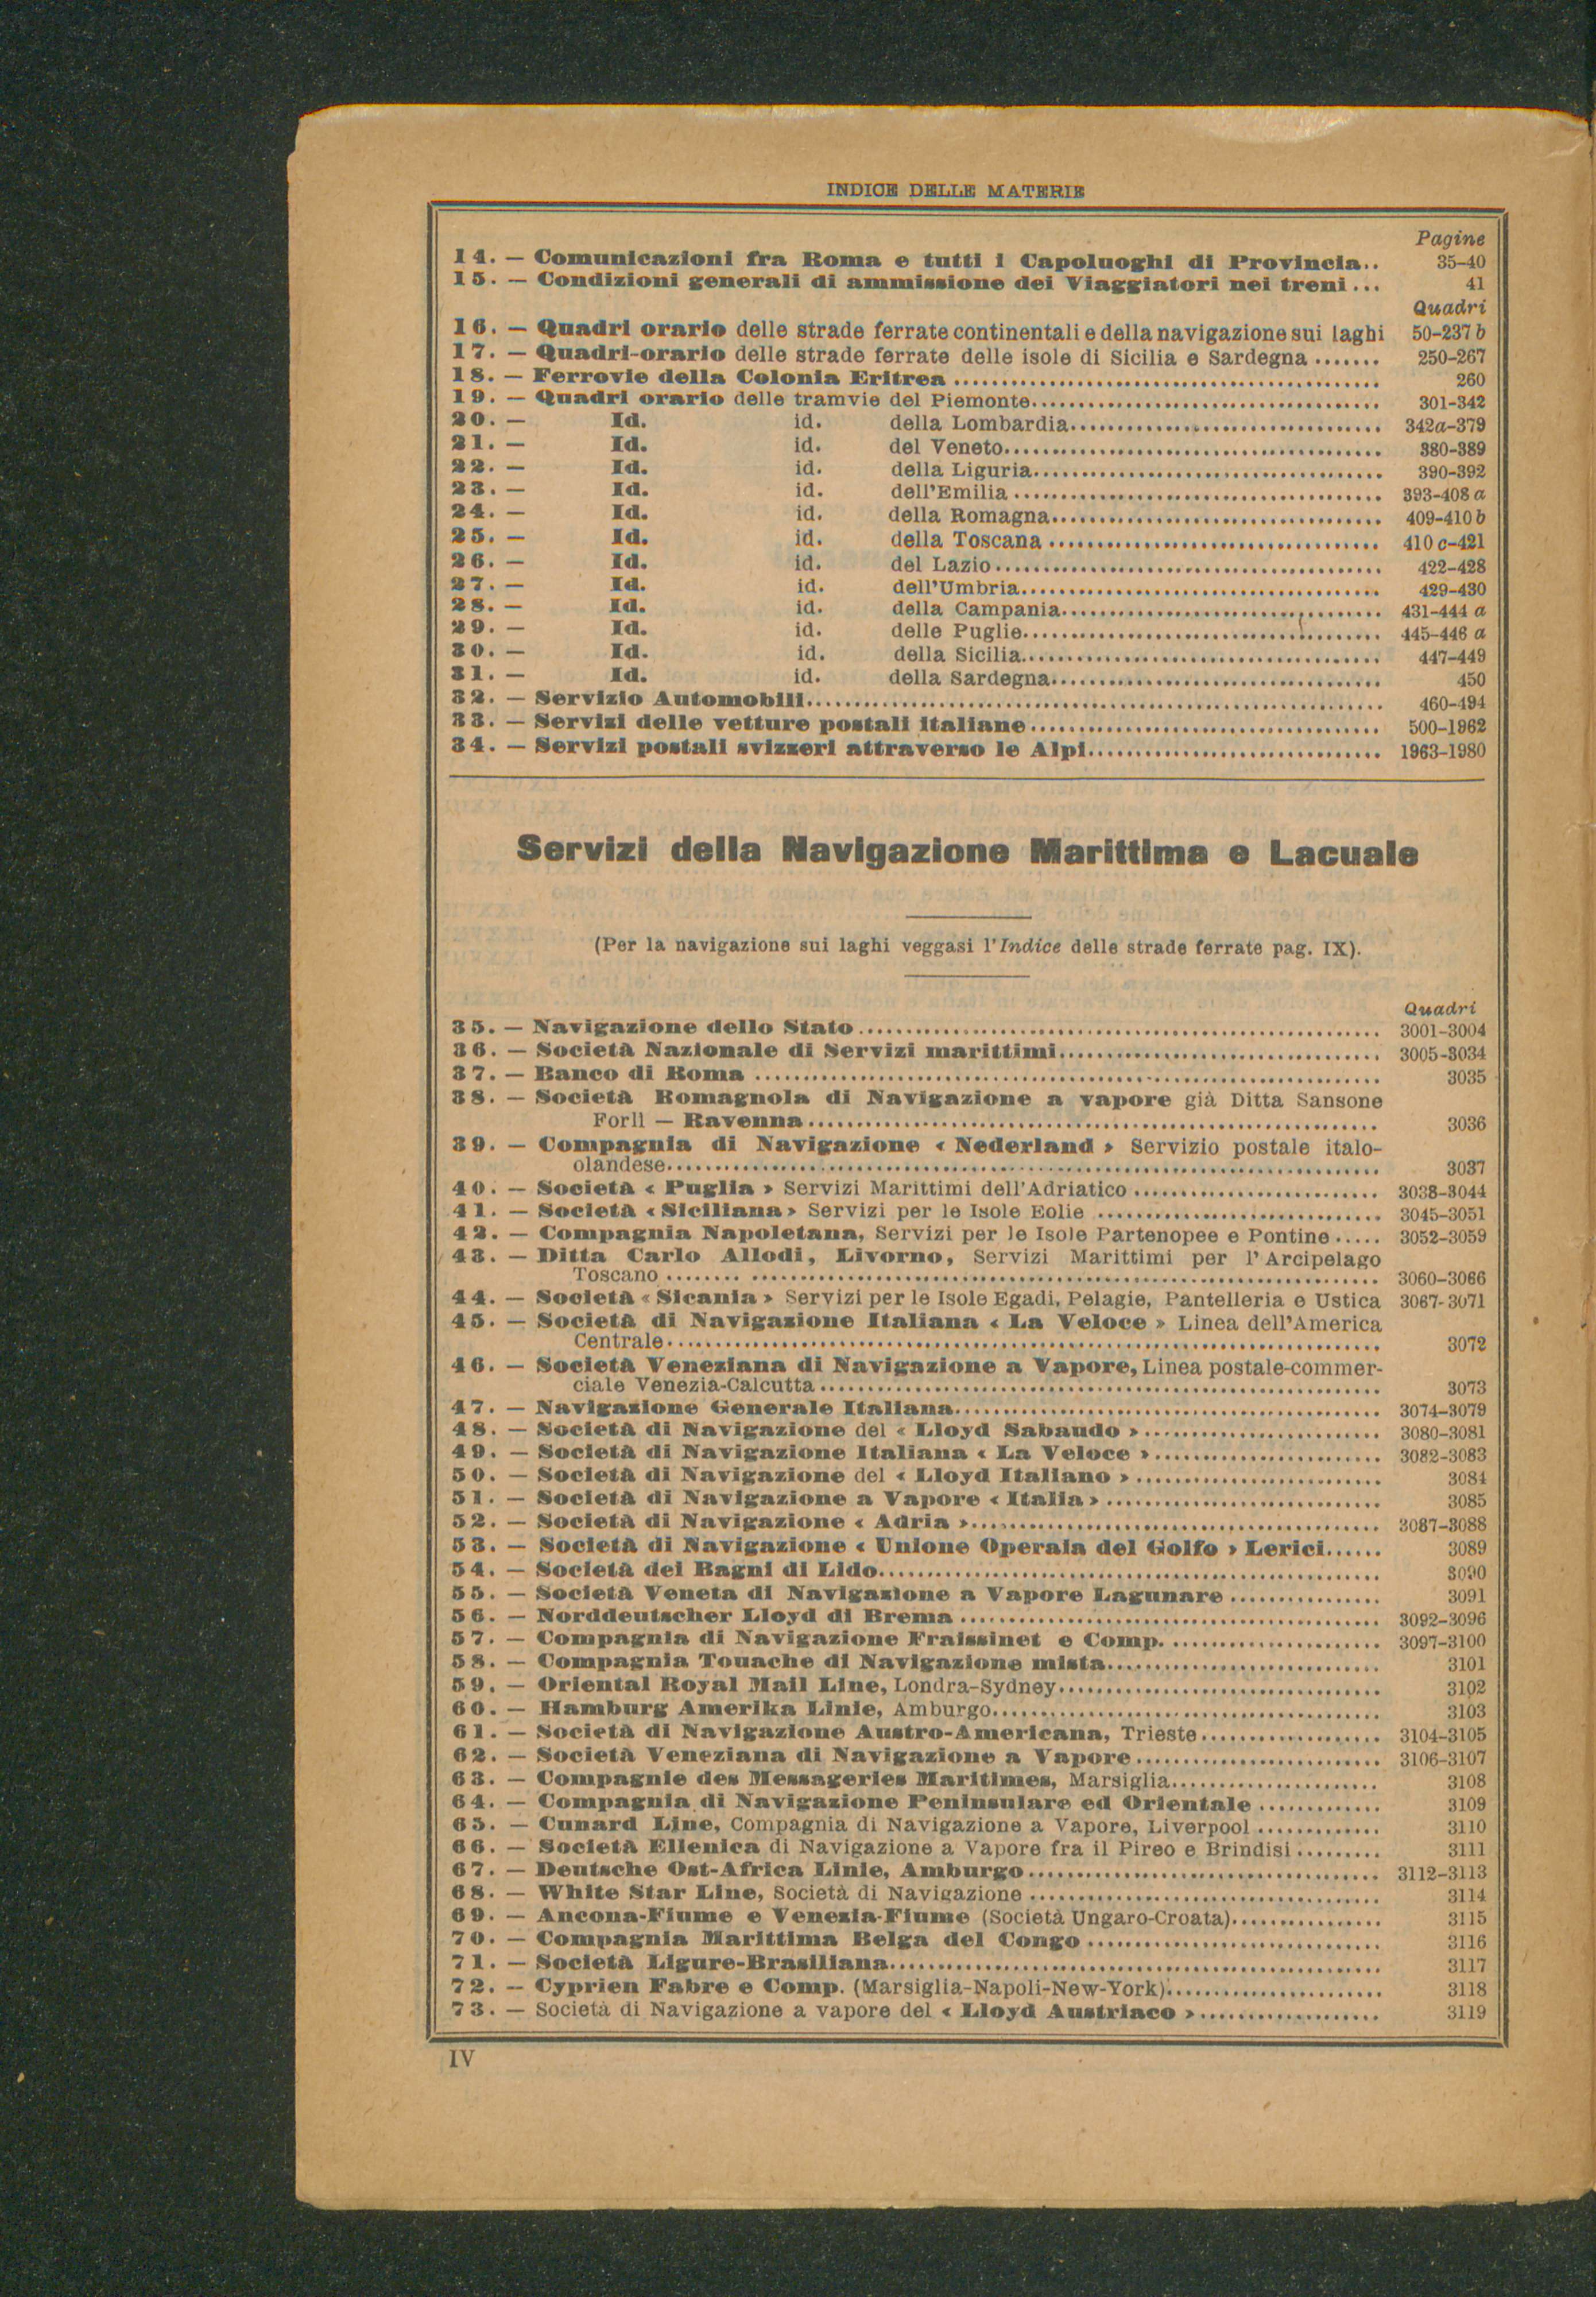 INDICE DELLE MATERIE
Pagine
14. — Comunicazioni fra Roma e tutti i Capoluoghi di Provincia.. 35-40
15. — Condizioni generali di ammissione dei Viaggiatori nei treni... 41
Quadri
16. — Quadri orario delle strade ferrate continentali e della navigazione sui laghi 50-237 b
17. — Quadri-orario delle strade ferrate delle isole di Sicilia e Sardegna ....... 250-267
18. — Ferrovie della Colonia Eritrea ........ 260
19. — Quadri orario delle tramvie del Piemonte........ 301-342
20. — Id. id. della Lombardia........ 342a-379
21. — Id. id. del Veneto........ 380-389
22. — Id. id. della Liguria........ 390-392
23. — Id. id. dell'Emilia ........ 393-408 a
24. — Id. id. della Romagna........ 409-410 b
25. — Id. id. della Toscana ........ 410 c-421
26. — Id. id. del Lazio........ 422-428
27. — Id. id. dell'Umbria........ 429-430
28. — Id. id. della Campania........ 431-444 a
29. — Id. id. delle Puglie........ 445-446 a
30. — Id. id. della Sicilia........ 447-449
31. — Id. id. della Sardegna........ 450
32. — Servizio Automobili........ 460-494
33. — Servizi delle vetture postali italiane........ 500-1962
34. — Servizi postali svizzeri attraverso le Alpi........ 1963-1980
Servizi della Navigazione Marittima e Lacuale
(Per la navigazione sui laghi veggasi l'Indice delle strade ferrate pag. IX).
Quadri
35. — Navigazione dello Stato........ 3001-3004
36. — Società Nazionale di Servizi marittimi........ 3005-3034
37. — Banco di Roma ........ 3035
38. — Società Romagnola di Navigazione a vapore già Ditta Sansone
Forlì — Ravenna........ 3036
39. — Compagnia di Navigazione « Nederland » Servizio postale italo-
olandese........ 3037
40. — Società « Puglia » Servizi Marittimi dell'Adriatico ........ 3038-3044
41. — Società « Siciliana » Servizi per le Isole Eolie ........ 3045-3051
42. — Compagnia Napoletana, Servizi per le Isole Partenopee e Pontine ..... 3052-3059
43. — Ditta Carlo Allodi, Livorno, Servizi Marittimi per l'Arcipelago
Toscano ........ 3060-3066
44. — Società « Sicania » Servizi per le Isole Egadi, Pelagie, Pantelleria e Ustica 3067-3071
45. — Società di Navigazione Italiana « La Veloce » Linea dell'America
Centrale........ 3072
46. — Società Veneziana di Navigazione a Vapore, Linea postale-commer-
ciale Venezia-Calcutta ........ 3073
47. — Navigazione Generale Italiana........ 3074-3079
48. — Società di Navigazione del « Lloyd Sabaudo » ........ 3080-3081
49. — Società di Navigazione Italiana « La Veloce » ........ 3082-3083
50. — Società di Navigazione del « Lloyd Italiano » ........ 3084
51. — Società di Navigazione a Vapore « Italia » ........ 3085
52. — Società di Navigazione « Adria »........ 3087-3088
53. — Società di Navigazione « Unione Operaia del Golfo » Lerici...... 3089
54. — Società dei Bagni di Lido........ 3090
55. — Società Veneta di Navigazione a Vapore Lagunare ........ 3091
56. — Norddeutscher Lloyd di Brema ........ 3092-3096
57. — Compagnia di Navigazione Fraissinet e Comp. ........ 3097-3100
58. — Compagnia Touache di Navigazione mista........ 3101
59. — Oriental Royal Mail Line, Londra-Sydney........ 3102
60. — Hamburg Amerika Linie, Amburgo........ 3103
61. — Società di Navigazione Austro-Americana, Trieste........ 3104-3105
62. — Società Veneziana di Navigazione a Vapore........ 3106-3107
63. — Compagnie des Messageries Maritimes, Marsiglia........ 3108
64. — Compagnia di Navigazione Peninsulare ed Orientale ........ 3109
65. — Cunard Line, Compagnia di Navigazione a Vapore, Liverpool ........ 3110
66. — Società Ellenica di Navigazione a Vapore fra il Pireo e Brindisi ........ 3111
67. — Deutsche Ost-Africa Linie, Amburgo........ 3112-3113
68. — White Star Line, Società di Navigazione ........ 3114
69. — Ancona-Fiume e Venezia-Fiume (Società Ungaro-Croata)........ 3115
70. — Compagnia Marittima Belga del Congo ........ 3116
71. — Società Ligure-Brasiliana........ 3117
72. — Cyprien Fabre e Comp. (Marsiglia-Napoli-New-York)........ 3118
73. — Società di Navigazione a vapore del « Lloyd Austriaco »........ 3119
IV